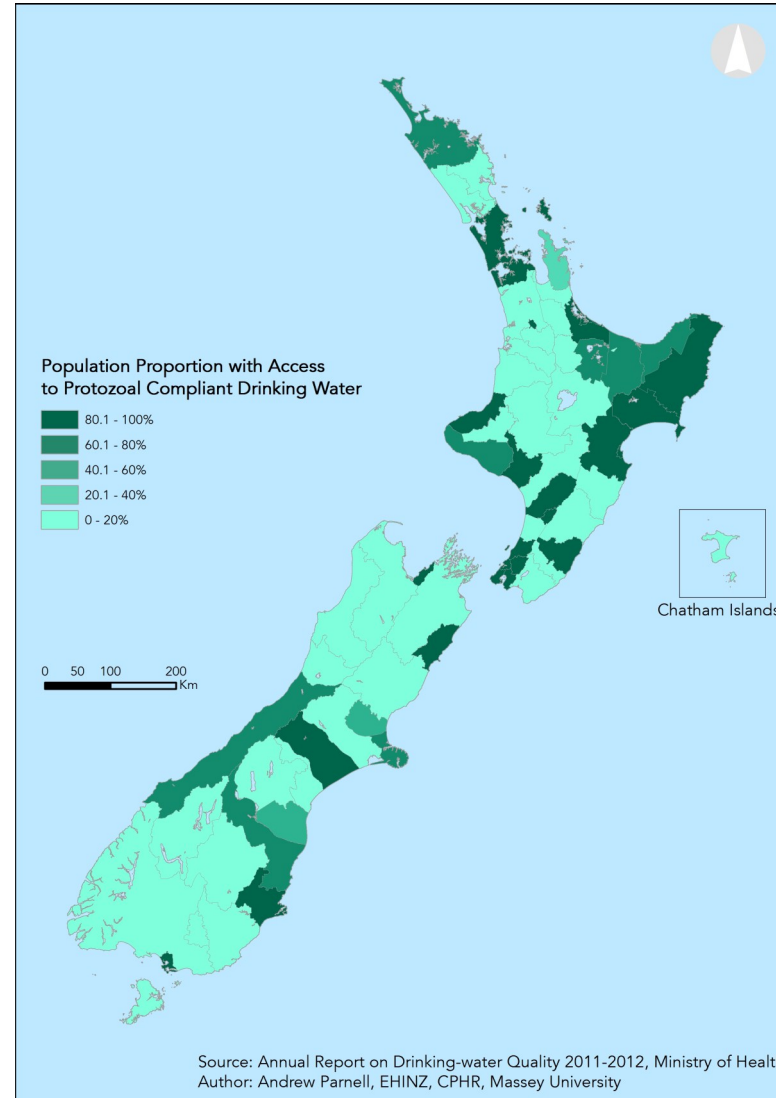 Population Proportion with Access
to Protozoal Compliant Drinking Water
80.1 - 100%
60.1 - 80%
40.1 - 60%
20.1 - 40%
0 - 20%
Chatham Islands
0 50 100 200
Km
Source: Annual Report on Drinking-water Quality 2011-2012, Ministry of Healt
Author: Andrew Parnell, EHINZ, CPHR, Massey University